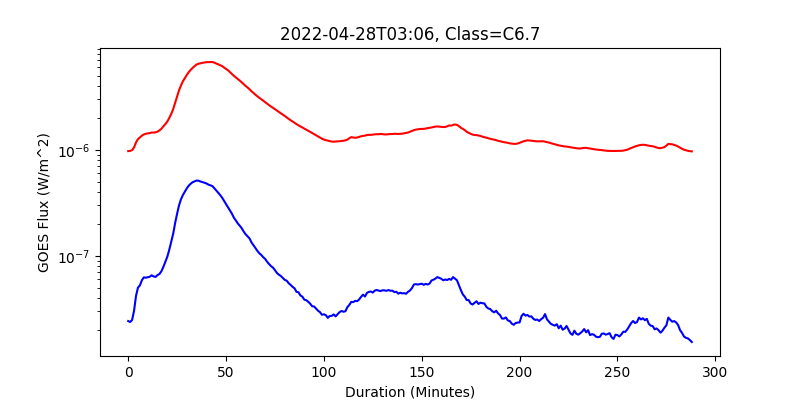 2022-04-28T03:06, Class=C6.7
GOES Flux (W/m^2)
10⁻⁶
10⁻⁷
0 50 100 150 200 250 300
Duration (Minutes)